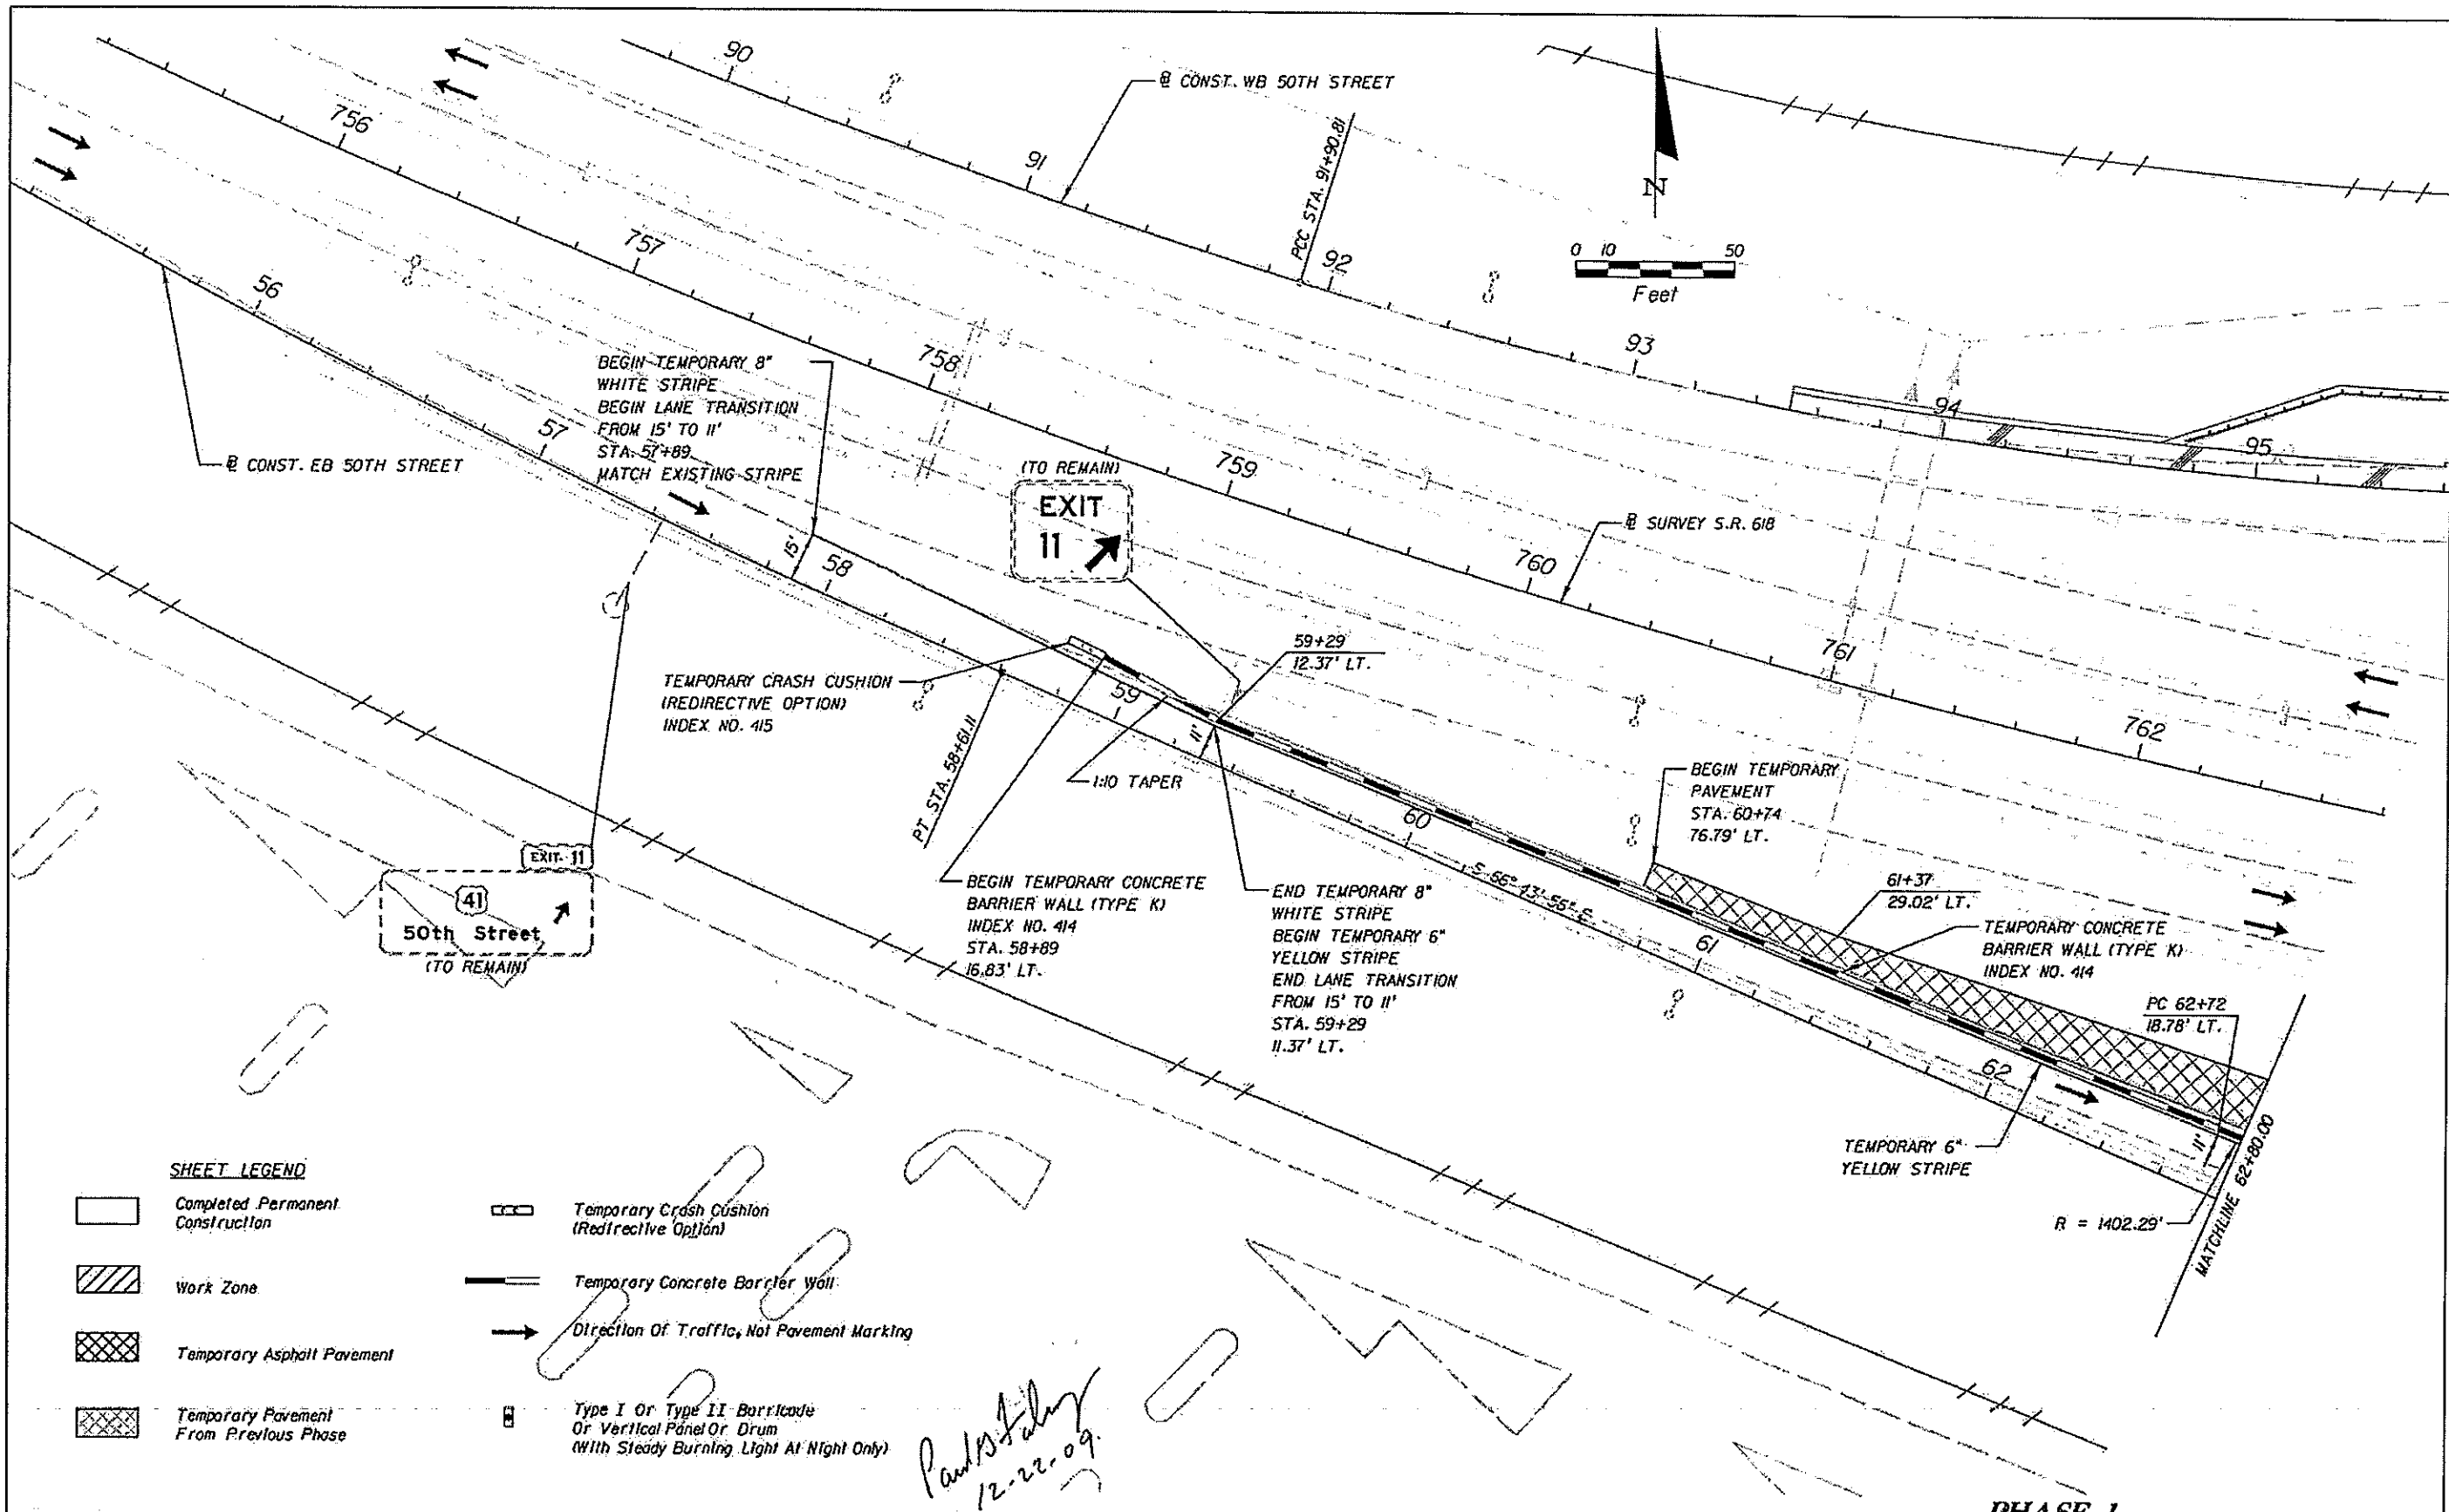 90
℄ CONST. WB 50TH STREET
756
91
PCC STA. 91+90.81
N
92
0 10 50
Feet
757
56
93
758
BEGIN TEMPORARY 8"
WHITE STRIPE
BEGIN LANE TRANSITION
FROM 15' TO 11'
STA. 57+89
MATCH EXISTING STRIPE
94
95
57
℄ CONST. EB 50TH STREET
(TO REMAIN)
EXIT
11
759
℄ SURVEY S.R. 618
15'
58
760
59+29
12.37' LT.
761
TEMPORARY CRASH CUSHION
(REDIRECTIVE OPTION)
INDEX NO. 415
59
11'
762
PT STA. 58+61.11
1:10 TAPER
BEGIN TEMPORARY
PAVEMENT
STA. 60+74
76.79' LT.
60
EXIT 11
41
50th Street
(TO REMAIN)
BEGIN TEMPORARY CONCRETE
BARRIER WALL (TYPE K)
INDEX NO. 414
STA. 58+89
16.83' LT.
END TEMPORARY 8"
WHITE STRIPE
BEGIN TEMPORARY 6"
YELLOW STRIPE
END LANE TRANSITION
FROM 15' TO 11'
STA. 59+29
11.37' LT.
S 66° 43' 55" E
61+37
29.02' LT.
TEMPORARY CONCRETE
BARRIER WALL (TYPE K)
INDEX NO. 414
61
PC 62+72
18.78' LT.
62
TEMPORARY 6"
YELLOW STRIPE
11'
R = 1402.29'
MATCHLINE 62+80.00
SHEET LEGEND
Completed Permanent
Construction
Work Zone
Temporary Asphalt Pavement
Temporary Pavement
From Previous Phase
Temporary Crash Cushion
(Redirective Option)
Temporary Concrete Barrier Wall
Direction Of Traffic, Not Pavement Marking
Type I Or Type II Barricade
Or Vertical Panel Or Drum
(With Steady Burning Light At Night Only)
12-22-09
PHASE 1